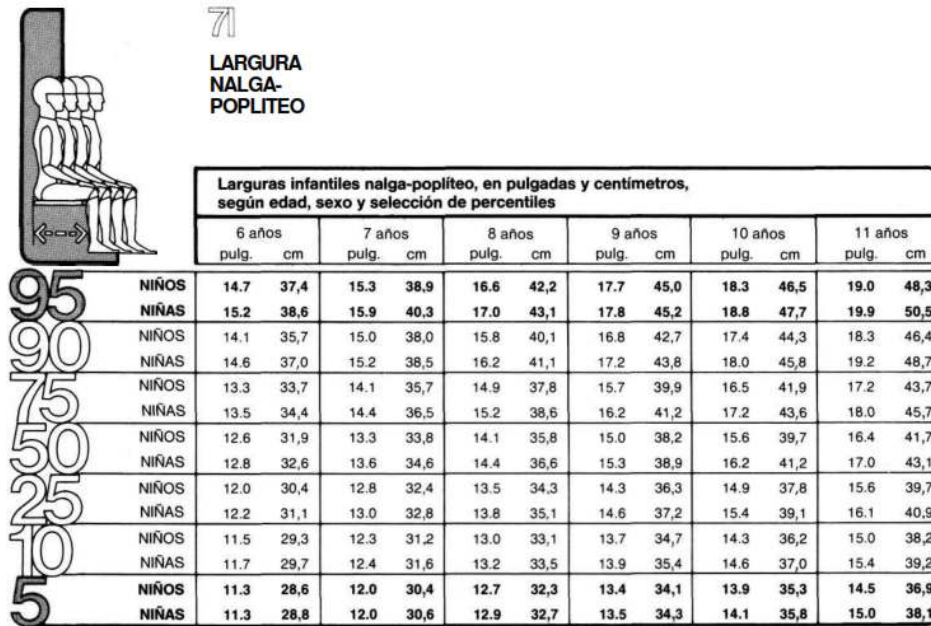 71
LARGURA
NALGA-
POPLITEO
Larguras infantiles nalga-poplíteo, en pulgadas y centímetros,
según edad, sexo y selección de percentiles
6 años 7 años 8 años 9 años 10 años 11 años
pulg. cm pulg. cm pulg. cm pulg. cm pulg. cm pulg. cm
95 NIÑOS 14.7 37,4 15.3 38,9 16.6 42,2 17.7 45,0 18.3 46,5 19.0 48,3
NIÑAS 15.2 38,6 15.9 40,3 17.0 43,1 17.8 45,2 18.8 47,7 19.9 50,5
90 NIÑOS 14.1 35,7 15.0 38,0 15.8 40,1 16.8 42,7 17.4 44,3 18.3 46,4
NIÑAS 14.6 37,0 15.2 38,5 16.2 41,1 17.2 43,8 18.0 45,8 19.2 48,7
75 NIÑOS 13.3 33,7 14.1 35,7 14.9 37,8 15.7 39,9 16.5 41,9 17.2 43,7
NIÑAS 13.5 34,4 14.4 36,5 15.2 38,6 16.2 41,2 17.2 43,6 18.0 45,7
50 NIÑOS 12.6 31,9 13.3 33,8 14.1 35,8 15.0 38,2 15.6 39,7 16.4 41,7
NIÑAS 12.8 32,6 13.6 34,6 14.4 36,6 15.3 38,9 16.2 41,2 17.0 43,1
25 NIÑOS 12.0 30,4 12.8 32,4 13.5 34,3 14.3 36,3 14.9 37,8 15.6 39,7
NIÑAS 12.2 31,1 13.0 32,8 13.8 35,1 14.6 37,2 15.4 39,1 16.1 40,9
10 NIÑOS 11.5 29,3 12.3 31,2 13.0 33,1 13.7 34,7 14.3 36,2 15.0 38,2
NIÑAS 11.7 29,7 12.4 31,6 13.2 33,5 13.9 35,4 14.6 37,0 15.4 39,2
5 NIÑOS 11.3 28,6 12.0 30,4 12.7 32,3 13.4 34,1 13.9 35,3 14.5 36,9
NIÑAS 11.3 28,8 12.0 30,6 12.9 32,7 13.5 34,3 14.1 35,8 15.0 38,1